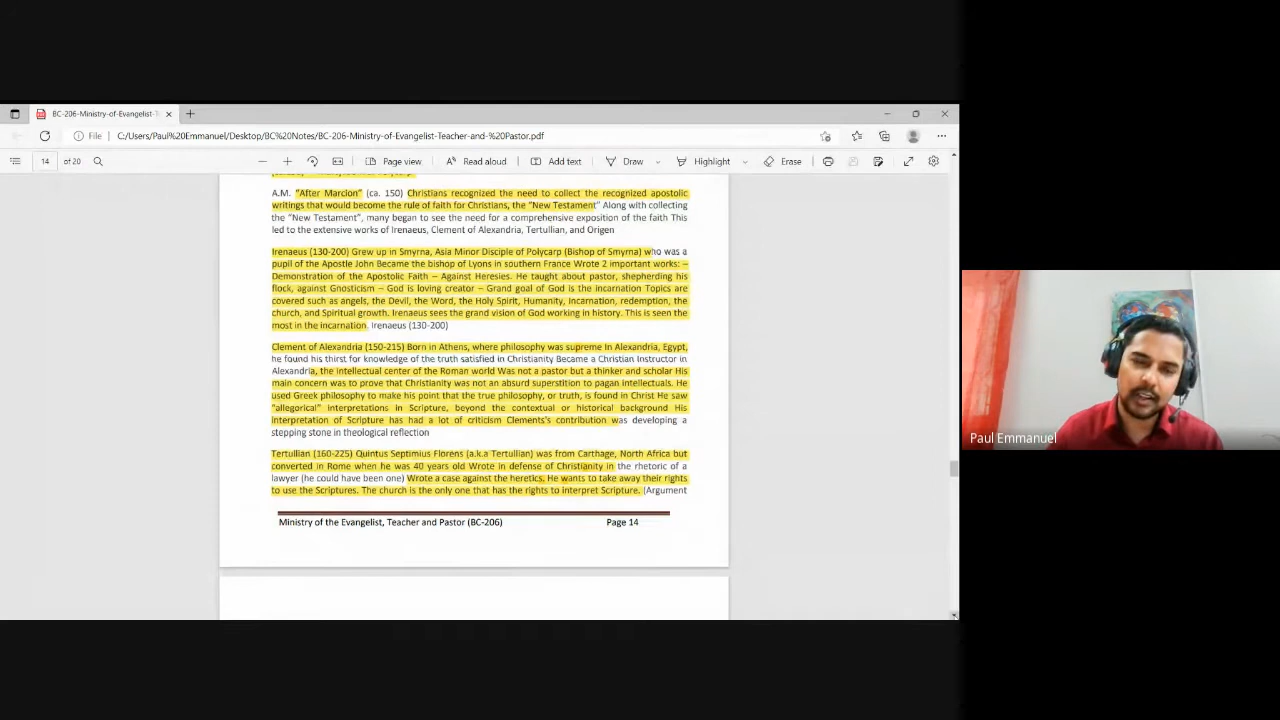 BC-206-Ministry-of-Evangelist-T
File C:/Users/Paul%20Emmanuel/Desktop/BC%20Notes/BC-206-Ministry-of-Evangelist-Teacher-and-%20Pastor.pdf
14 of 20 Page view Read aloud Add text Draw Highlight Erase
A.M. "After Marcion" (ca. 150) Christians recognized the need to collect the recognized apostolic
writings that would become the rule of faith for Christians, the "New Testament" Along with collecting
the "New Testament", many began to see the need for a comprehensive exposition of the faith This
led to the extensive works of Irenaeus, Clement of Alexandria, Tertullian, and Origen
Irenaeus (130-200) Grew up in Smyrna, Asia Minor Disciple of Polycarp (Bishop of Smyrna) who was a
pupil of the Apostle John Became the bishop of Lyons in southern France Wrote 2 important works: –
Demonstration of the Apostolic Faith – Against Heresies. He taught about pastor, shepherding his
flock, against Gnosticism – God is loving creator – Grand goal of God is the Incarnation Topics are
covered such as angels, the Devil, the Word, the Holy Spirit, Humanity, Incarnation, redemption, the
church, and Spiritual growth. Irenaeus sees the grand vision of God working in history. This is seen the
most in the incarnation. Irenaeus (130-200)
Clement of Alexandria (150-215) Born in Athens, where philosophy was supreme In Alexandria, Egypt,
he found his thirst for knowledge of the truth satisfied in Christianity Became a Christian Instructor in
Alexandria, the intellectual center of the Roman world Was not a pastor but a thinker and scholar His
main concern was to prove that Christianity was not an absurd superstition to pagan intellectuals. He
used Greek philosophy to make his point that the true philosophy, or truth, is found in Christ He saw
"allegorical" interpretations in Scripture, beyond the contextual or historical background His
interpretation of Scripture has had a lot of criticism Clements's contribution was developing a
stepping stone in theological reflection
Tertullian (160-225) Quintus Septimius Florens (a.k.a Tertullian) was from Carthage, North Africa but
converted in Rome when he was 40 years old Wrote in defense of Christianity in the rhetoric of a
lawyer (he could have been one) Wrote a case against the heretics. He wants to take away their rights
to use the Scriptures. The church is the only one that has the rights to interpret Scripture. (Argument
Ministry of the Evangelist, Teacher and Pastor (BC-206) Page 14
Paul Emmanuel